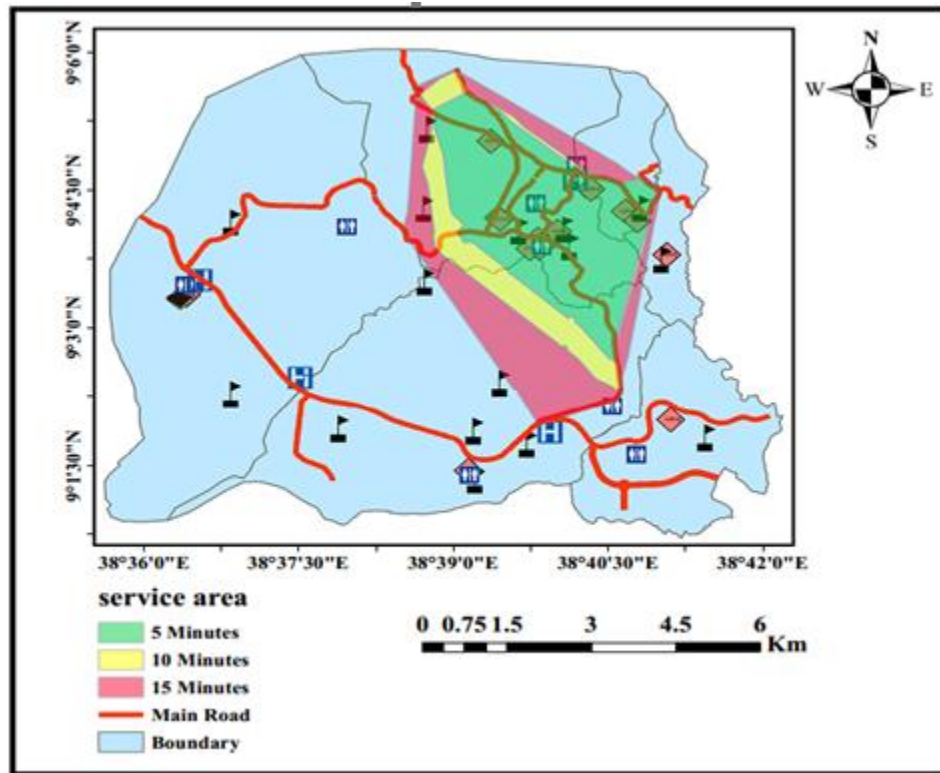 N
W E
S
9°6'0"N
9°4'30"N
9°3'0"N
9°1'30"N
38°36'0"E 38°37'30"E 38°39'0"E 38°40'30"E 38°42'0"E
service area
5 Minutes
10 Minutes
15 Minutes
Main Road
Boundary
0 0.75 1.5 3 4.5 6
Km
H
H
H